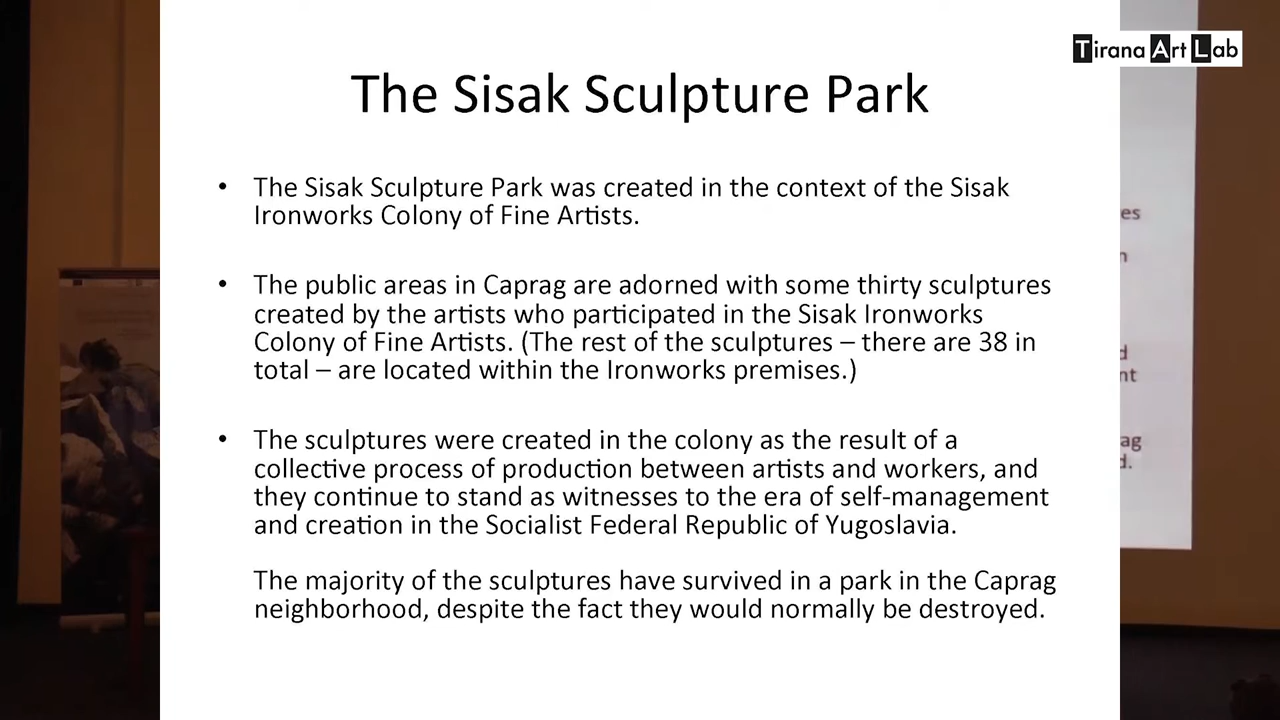 Tirana Art Lab
The Sisak Sculpture Park
• The Sisak Sculpture Park was created in the context of the Sisak
Ironworks Colony of Fine Artists.
• The public areas in Caprag are adorned with some thirty sculptures
created by the artists who participated in the Sisak Ironworks
Colony of Fine Artists. (The rest of the sculptures – there are 38 in
total – are located within the Ironworks premises.)
• The sculptures were created in the colony as the result of a
collective process of production between artists and workers, and
they continue to stand as witnesses to the era of self-management
and creation in the Socialist Federal Republic of Yugoslavia.
The majority of the sculptures have survived in a park in the Caprag
neighborhood, despite the fact they would normally be destroyed.